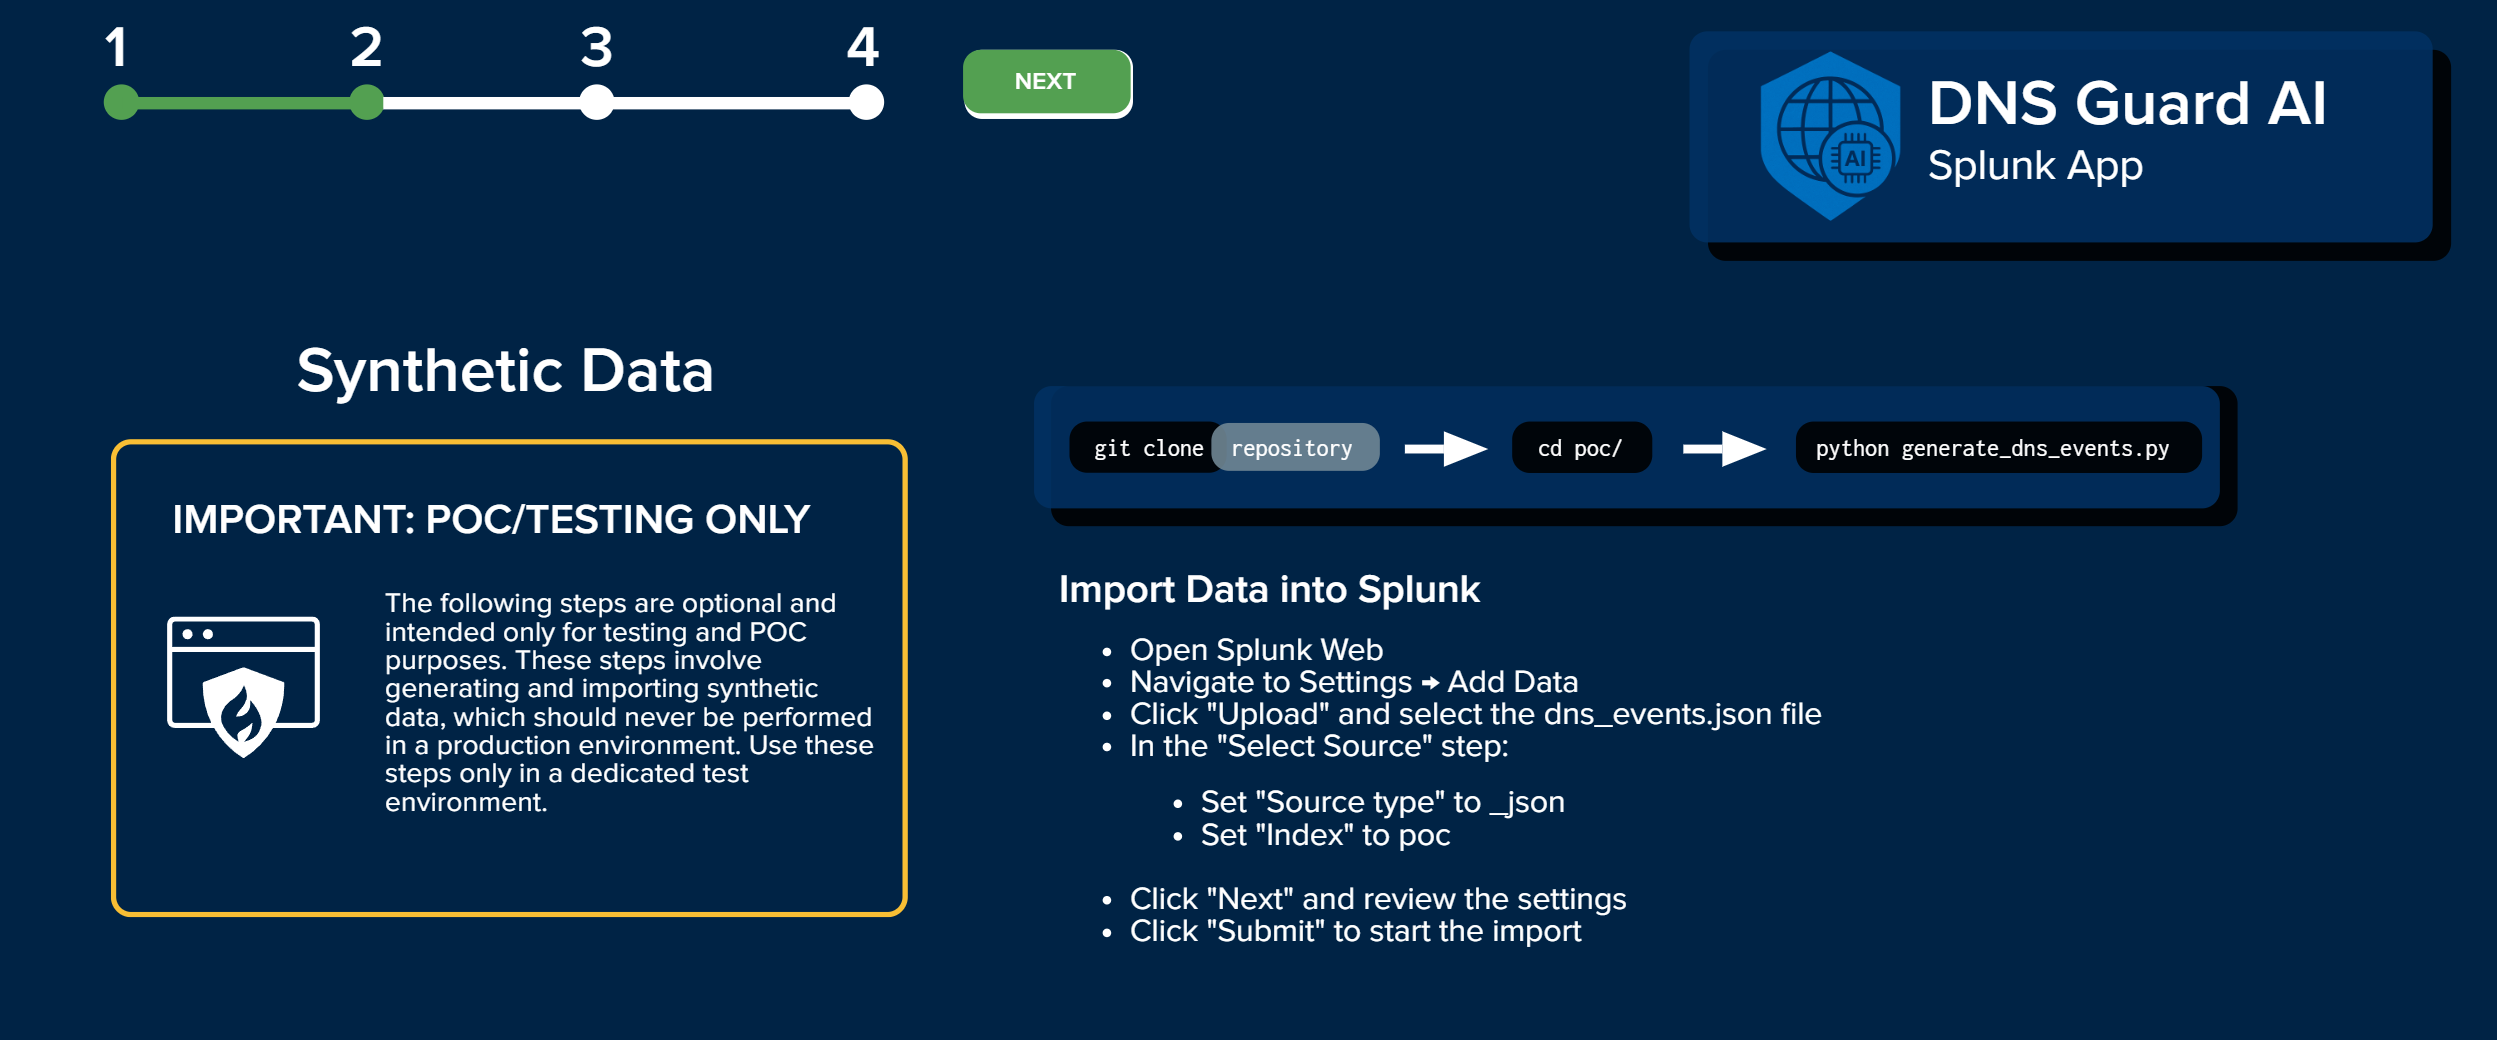 1 2 3 4
NEXT
DNS Guard AI
Splunk App
AI
Synthetic Data
IMPORTANT: POC/TESTING ONLY
The following steps are optional and
intended only for testing and POC
purposes. These steps involve
generating and importing synthetic
data, which should never be performed
in a production environment. Use these
steps only in a dedicated test
environment.
git clone repository → cd poc/ → python generate_dns_events.py
Import Data into Splunk
• Open Splunk Web
• Navigate to Settings → Add Data
• Click "Upload" and select the dns_events.json file
• In the "Select Source" step:
• Set "Source type" to _json
• Set "Index" to poc
• Click "Next" and review the settings
• Click "Submit" to start the import